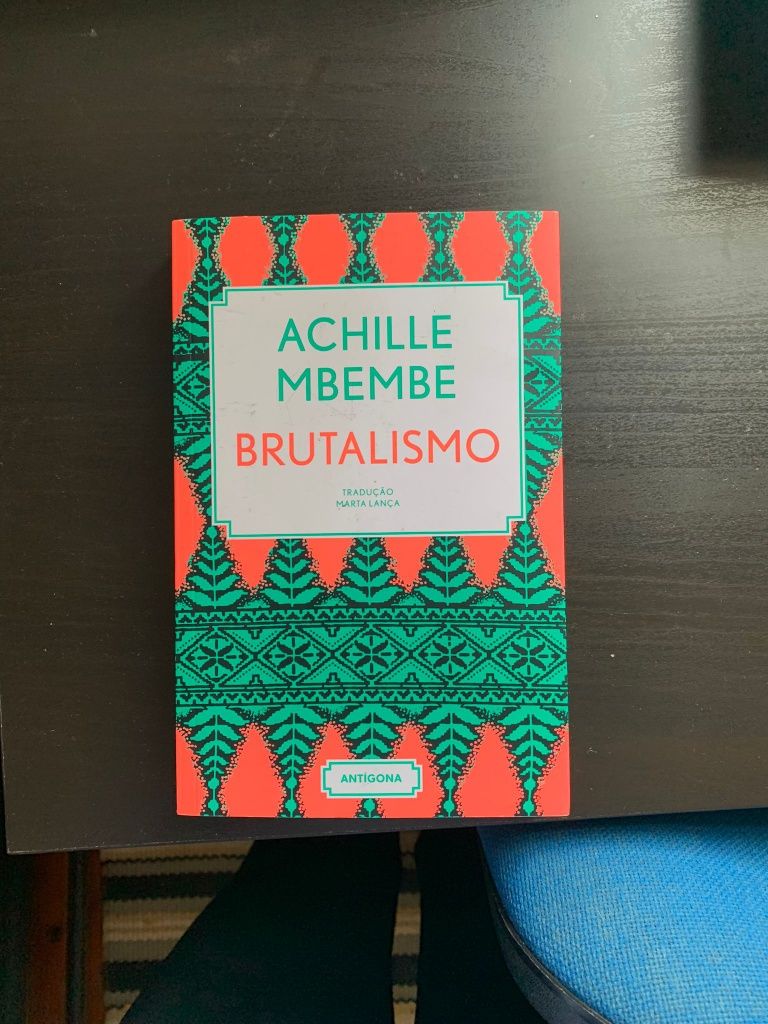 ACHILLE
MBEMBE
BRUTALISMO
TRADUÇÃO
MARTA LANÇA
ANTÍGONA